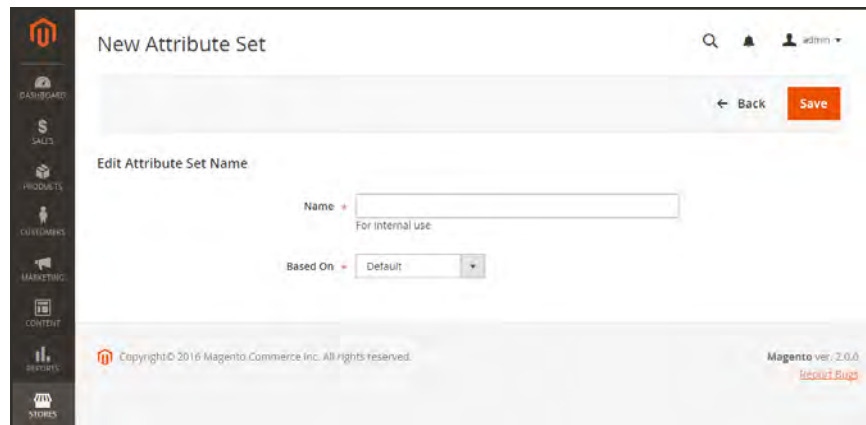 New Attribute Set
admin
DASHBOARD
← Back
Save
SALES
Edit Attribute Set Name
PRODUCTS
Name *
For internal use
CUSTOMERS
Based On *
Default
MARKETING
CONTENT
Copyright© 2016 Magento Commerce Inc. All rights reserved.
Magento ver. 2.0.0
REPORTS
Report Bugs
STORES